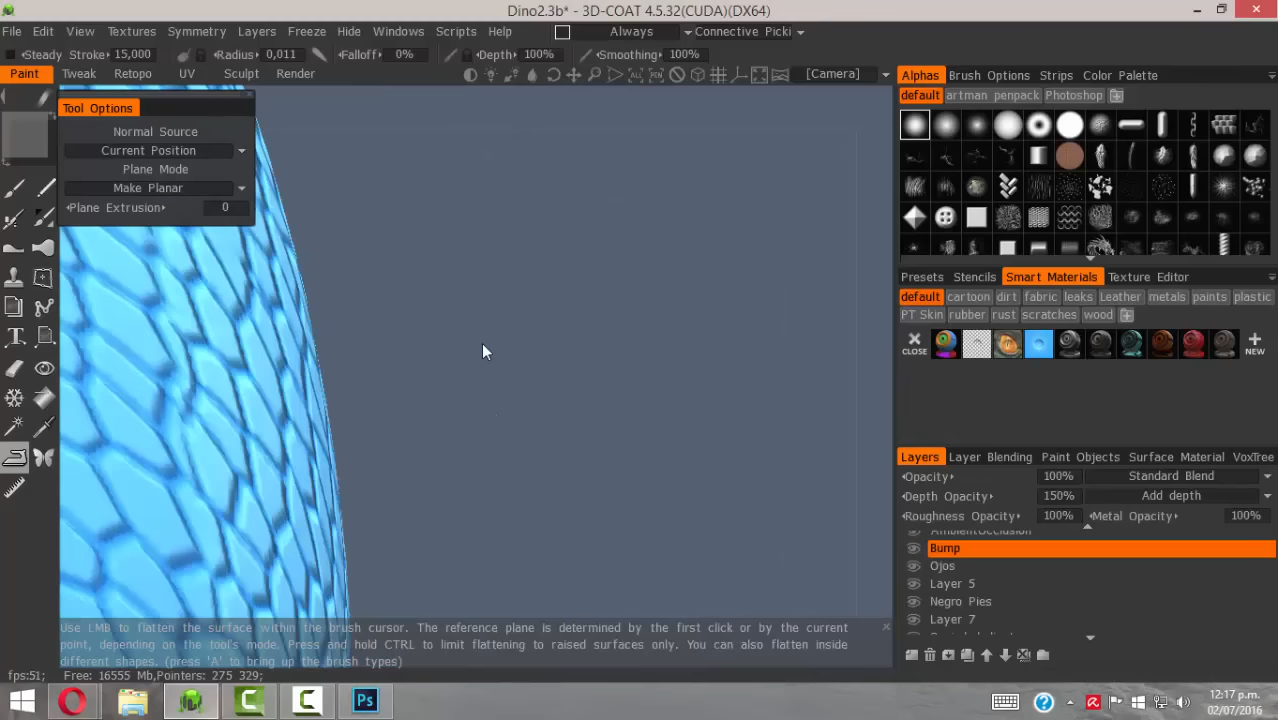 Dino2.3b* - 3D-COAT 4.5.32(CUDA)(DX64)
File Edit View Textures Symmetry Layers Freeze Hide Windows Scripts Help Always Connective Picki
Steady Stroke 15,000 Radius 0,011 Falloff 0% Depth 100% Smoothing 100%
Paint Tweak Retopo UV Sculpt Render [Camera]
Alphas Brush Options Strips Color Palette
default artman penpack Photoshop
Tool Options
Normal Source
Current Position
Plane Mode
Make Planar
Plane Extrusion 0
Presets Stencils Smart Materials Texture Editor
default cartoon dirt fabric leaks Leather metals paints plastic
PT Skin rubber rust scratches wood
CLOSE NEW
Layers Layer Blending Paint Objects Surface Material VoxTree
Opacity 100% Standard Blend
Depth Opacity 150% Add depth
Roughness Opacity 100% Metal Opacity 100%
AmbientOcclusion
Bump
Ojos
Layer 5
Negro Pies
Layer 7
Use LMB to flatten the surface within the brush cursor. The reference plane is determined by the first click or by the current
point, depending on the tool's mode. Press and hold CTRL to limit flattening to raised surfaces only. You can also flatten inside
different shapes. (press 'A' to bring up the brush types)
fps:51; Free: 16555 Mb,Pointers: 275 329;
Ps
12:17 p.m.
02/07/2016